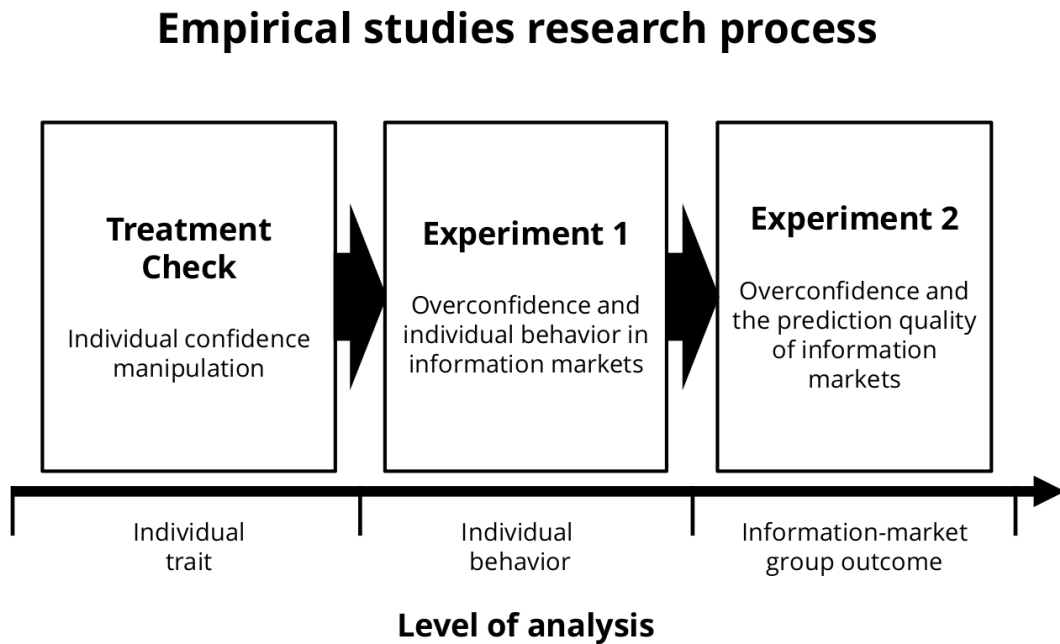 Empirical studies research process
Treatment
Check
Individual confidence
manipulation
Experiment 1
Overconfidence and
individual behavior in
information markets
Experiment 2
Overconfidence and
the prediction quality
of information
markets
Individual
trait
Individual
behavior
Information-market
group outcome
Level of analysis